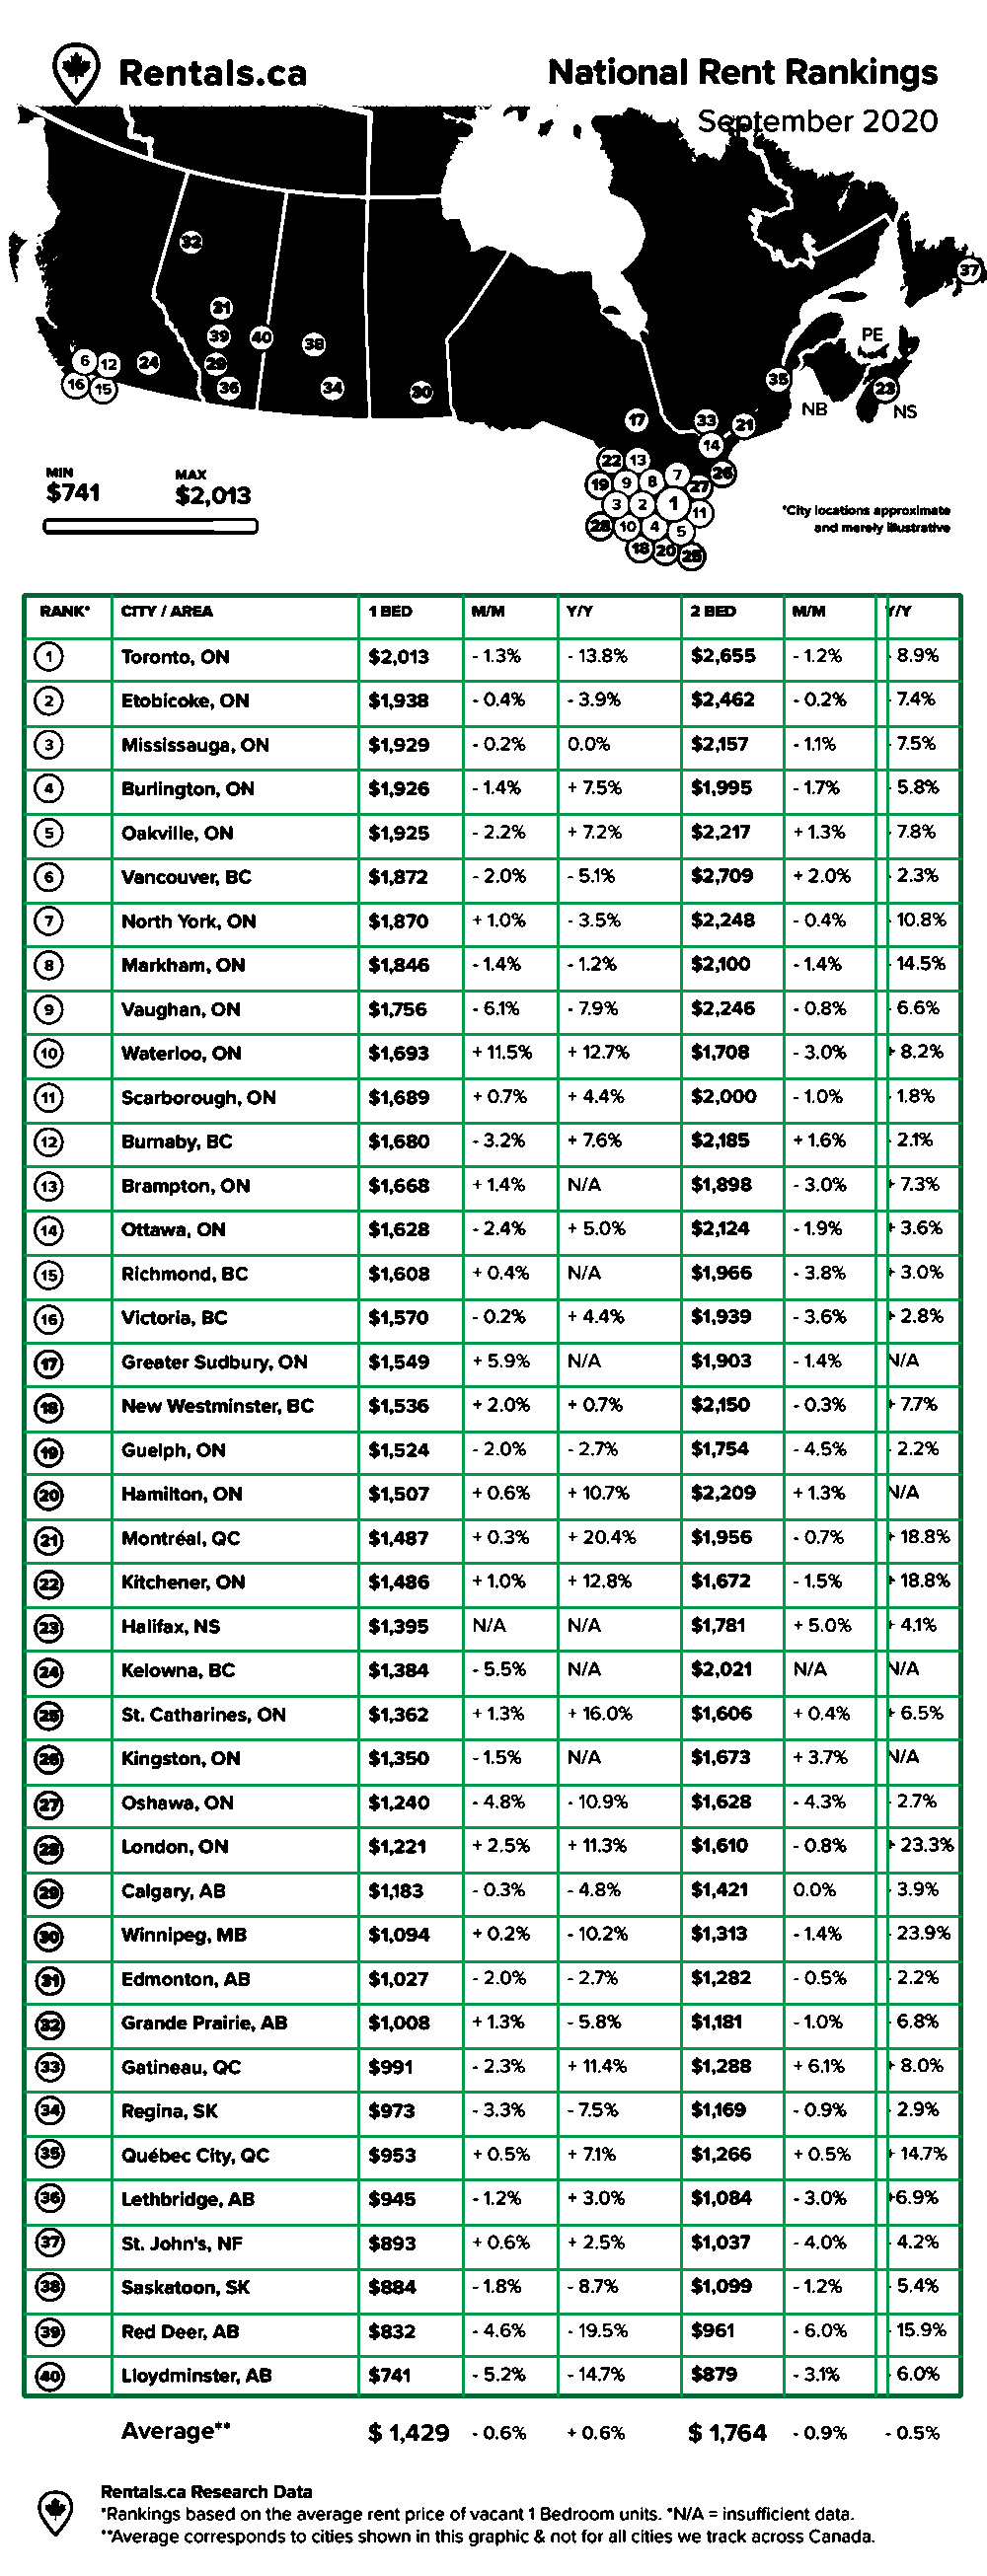 Rentals.ca
National Rent Rankings
September 2020
32
37
31
39 40 38
PE
6 12 24 29
16 15 36 34 30
35 23
NB NS
17 33 21
14
22 13 7 26
19 9 8 27
3 2 1 11
28 10 4 5
18 20 25
MIN MAX
$741 $2,013
*City locations approximate
and merely illustrative
RANK* CITY / AREA 1 BED M/M Y/Y 2 BED M/M Y/Y
1 Toronto, ON $2,013 - 1.3% - 13.8% $2,655 - 1.2% - 8.9%
2 Etobicoke, ON $1,938 - 0.4% - 3.9% $2,462 - 0.2% - 7.4%
3 Mississauga, ON $1,929 - 0.2% 0.0% $2,157 - 1.1% - 7.5%
4 Burlington, ON $1,926 - 1.4% + 7.5% $1,995 - 1.7% - 5.8%
5 Oakville, ON $1,925 - 2.2% + 7.2% $2,217 + 1.3% - 7.8%
6 Vancouver, BC $1,872 - 2.0% - 5.1% $2,709 + 2.0% - 2.3%
7 North York, ON $1,870 + 1.0% - 3.5% $2,248 - 0.4% - 10.8%
8 Markham, ON $1,846 - 1.4% - 1.2% $2,100 - 1.4% - 14.5%
9 Vaughan, ON $1,756 - 6.1% - 7.9% $2,246 - 0.8% - 6.6%
10 Waterloo, ON $1,693 + 11.5% + 12.7% $1,708 - 3.0% + 8.2%
11 Scarborough, ON $1,689 + 0.7% + 4.4% $2,000 - 1.0% - 1.8%
12 Burnaby, BC $1,680 - 3.2% + 7.6% $2,185 + 1.6% - 2.1%
13 Brampton, ON $1,668 + 1.4% N/A $1,898 - 3.0% + 7.3%
14 Ottawa, ON $1,628 - 2.4% + 5.0% $2,124 - 1.9% + 3.6%
15 Richmond, BC $1,608 + 0.4% N/A $1,966 - 3.8% + 3.0%
16 Victoria, BC $1,570 - 0.2% + 4.4% $1,939 - 3.6% + 2.8%
17 Greater Sudbury, ON $1,549 + 5.9% N/A $1,903 - 1.4% N/A
18 New Westminster, BC $1,536 + 2.0% + 0.7% $2,150 - 0.3% + 7.7%
19 Guelph, ON $1,524 - 2.0% - 2.7% $1,754 - 4.5% - 2.2%
20 Hamilton, ON $1,507 + 0.6% + 10.7% $2,209 + 1.3% N/A
21 Montréal, QC $1,487 + 0.3% + 20.4% $1,956 - 0.7% + 18.8%
22 Kitchener, ON $1,486 + 1.0% + 12.8% $1,672 - 1.5% + 18.8%
23 Halifax, NS $1,395 N/A N/A $1,781 + 5.0% + 4.1%
24 Kelowna, BC $1,384 - 5.5% N/A $2,021 N/A N/A
25 St. Catharines, ON $1,362 + 1.3% + 16.0% $1,606 + 0.4% + 6.5%
26 Kingston, ON $1,350 - 1.5% N/A $1,673 + 3.7% N/A
27 Oshawa, ON $1,240 - 4.8% - 10.9% $1,628 - 4.3% - 2.7%
28 London, ON $1,221 + 2.5% + 11.3% $1,610 - 0.8% + 23.3%
29 Calgary, AB $1,183 - 0.3% - 4.8% $1,421 0.0% - 3.9%
30 Winnipeg, MB $1,094 + 0.2% - 10.2% $1,313 - 1.4% - 23.9%
31 Edmonton, AB $1,027 - 2.0% - 2.7% $1,282 - 0.5% - 2.2%
32 Grande Prairie, AB $1,008 + 1.3% - 5.8% $1,181 - 1.0% - 6.8%
33 Gatineau, QC $991 - 2.3% + 11.4% $1,288 + 6.1% + 8.0%
34 Regina, SK $973 - 3.3% - 7.5% $1,169 - 0.9% - 2.9%
35 Québec City, QC $953 + 0.5% + 7.1% $1,266 + 0.5% + 14.7%
36 Lethbridge, AB $945 - 1.2% + 3.0% $1,084 - 3.0% +6.9%
37 St. John's, NF $893 + 0.6% + 2.5% $1,037 - 4.0% - 4.2%
38 Saskatoon, SK $884 - 1.8% - 8.7% $1,099 - 1.2% - 5.4%
39 Red Deer, AB $832 - 4.6% - 19.5% $961 - 6.0% - 15.9%
40 Lloydminster, AB $741 - 5.2% - 14.7% $879 - 3.1% - 6.0%
Average** $ 1,429 - 0.6% + 0.6% $ 1,764 - 0.9% - 0.5%
Rentals.ca Research Data
*Rankings based on the average rent price of vacant 1 Bedroom units. *N/A = insufficient data.
**Average corresponds to cities shown in this graphic & not for all cities we track across Canada.